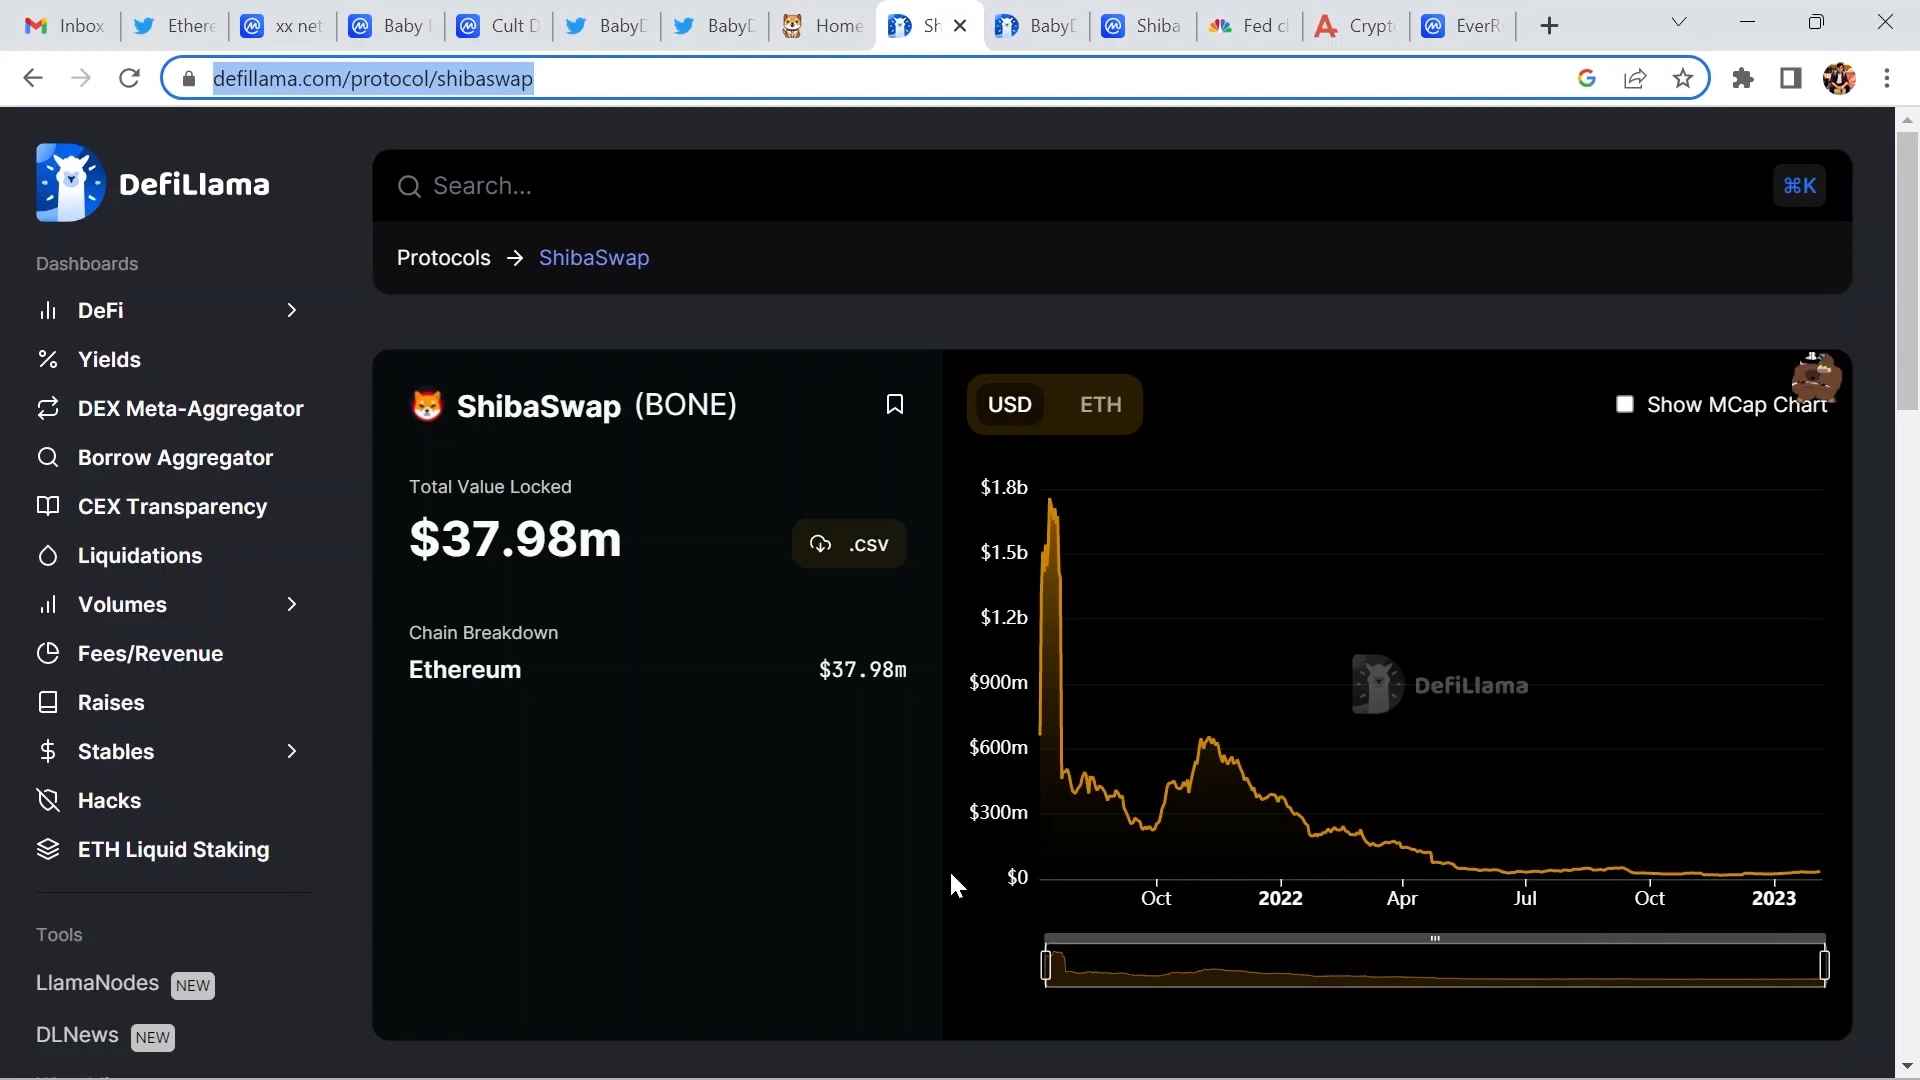 Inbox
Ethere
xx net
Baby
Cult D
BabyD
BabyD
Home
Sh
BabyD
Shiba
Fed ch
Crypto
EverR
defillama.com/protocol/shibaswap
DefiLlama
Search...
⌘K
Protocols → ShibaSwap
Dashboards
DeFi
Yields
DEX Meta-Aggregator
Borrow Aggregator
CEX Transparency
Liquidations
Volumes
Fees/Revenue
Raises
Stables
Hacks
ETH Liquid Staking
Tools
LlamaNodes NEW
DLNews NEW
ShibaSwap (BONE)
Total Value Locked
$37.98m
.csv
Chain Breakdown
Ethereum $37.98m
USD ETH
Show MCap Chart
$1.8b
$1.5b
$1.2b
$900m
$600m
$300m
$0
DefiLlama
Oct 2022 Apr Jul Oct 2023